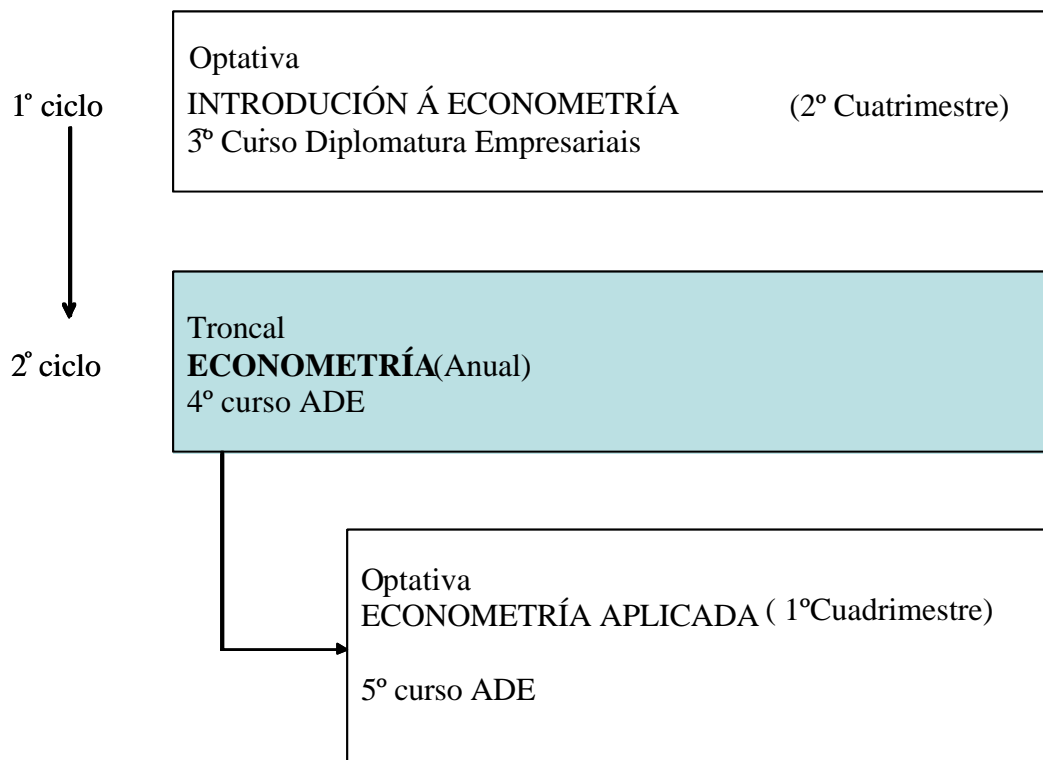 Optativa
1º ciclo INTRODUCIÓN Á ECONOMETRÍA (2º Cuatrimestre)
3º Curso Diplomatura Empresariais
Troncal
2º ciclo ECONOMETRÍA(Anual)
4º curso ADE
Optativa
ECONOMETRÍA APLICADA ( 1ºCuadrimestre)
5º curso ADE